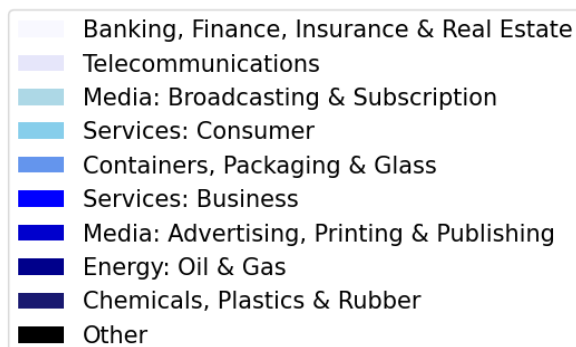 Banking, Finance, Insurance & Real Estate
Telecommunications
Media: Broadcasting & Subscription
Services: Consumer
Containers, Packaging & Glass
Services: Business
Media: Advertising, Printing & Publishing
Energy: Oil & Gas
Chemicals, Plastics & Rubber
Other